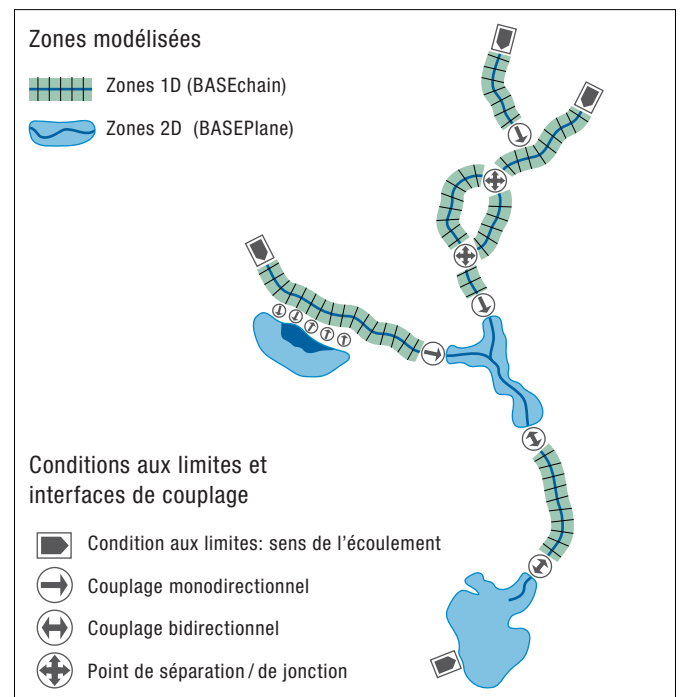 Zones modélisées
Zones 1D (BASEchain)
Zones 2D (BASEPlane)
Conditions aux limites et
interfaces de couplage
Condition aux limites: sens de l'écoulement
Couplage monodirectionnel
Couplage bidirectionnel
Point de séparation / de jonction